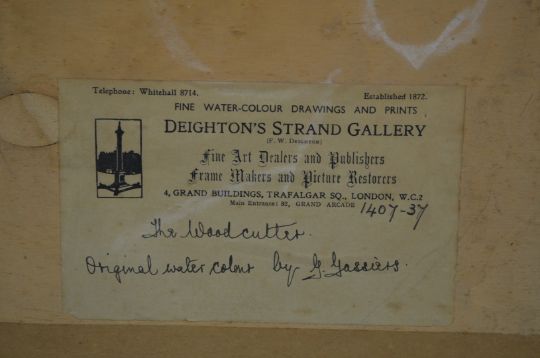 Telephone: Whitehall 8714. Established 1872.
FINE WATER-COLOUR DRAWINGS AND PRINTS
DEIGHTON'S STRAND GALLERY
(F. W. DEIGHTON)
Fine Art Dealers and Publishers
Frame Makers and Picture Restorers
4, GRAND BUILDINGS, TRAFALGAR SQ., LONDON, W.C.2
Main Entrance: 32, GRAND ARCADE 1407-37
The Woodcutter.
Original water colour by G. Gassiers.